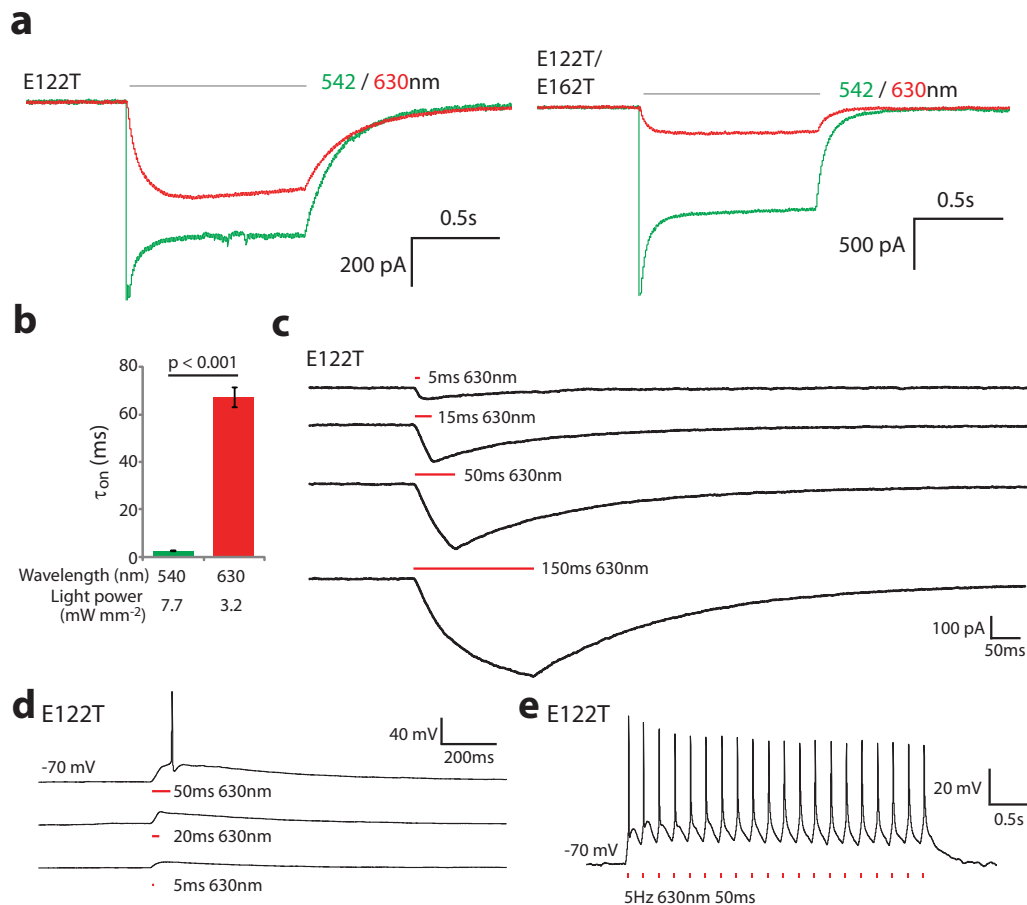 a
E122T
542 / 630nm
0.5s
200 pA
E122T/
E162T
542 / 630nm
0.5s
500 pA
b
p < 0.001
80
60
40
20
0
τon (ms)
Wavelength (nm) 540 630
Light power
(mW mm-2) 7.7 3.2
c
E122T
5ms 630nm
15ms 630nm
50ms 630nm
150ms 630nm
100 pA
50ms
d
E122T
40 mV
200ms
-70 mV
50ms 630nm
20ms 630nm
5ms 630nm
e
E122T
20 mV
0.5s
-70 mV
5Hz 630nm 50ms